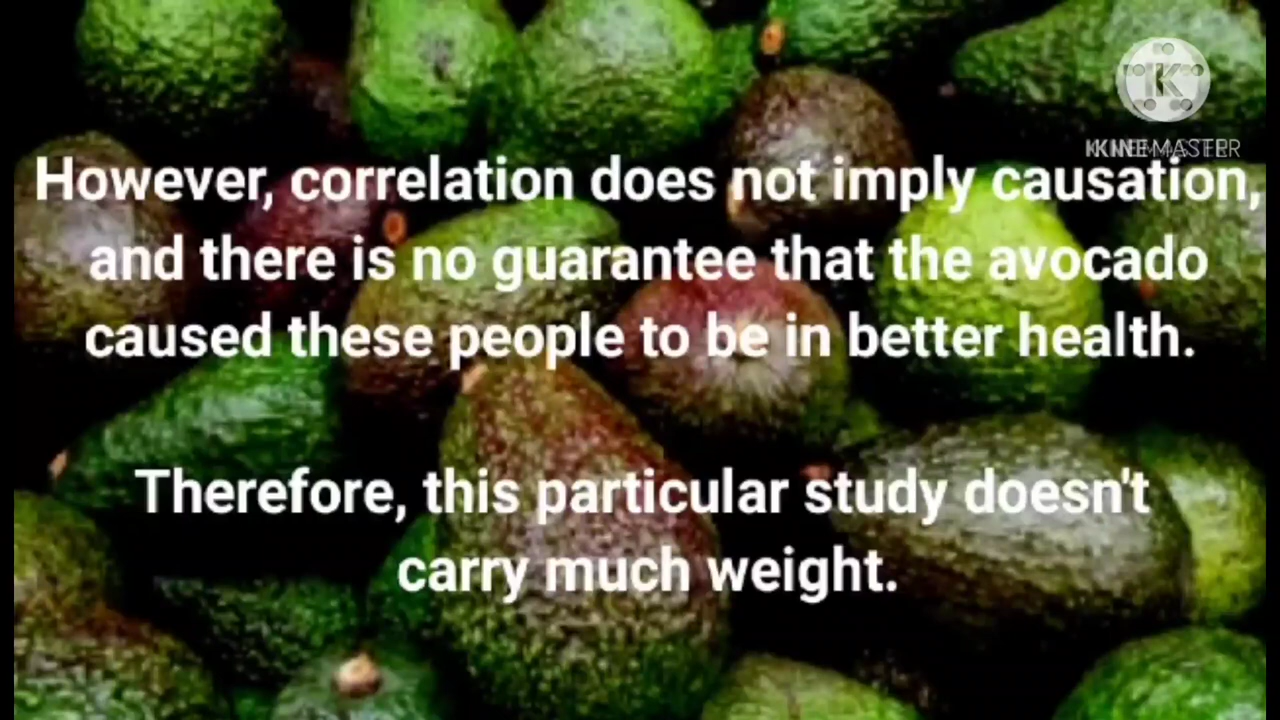 KINEMASTER
However, correlation does not imply causation,
and there is no guarantee that the avocado
caused these people to be in better health.
Therefore, this particular study doesn't
carry much weight.